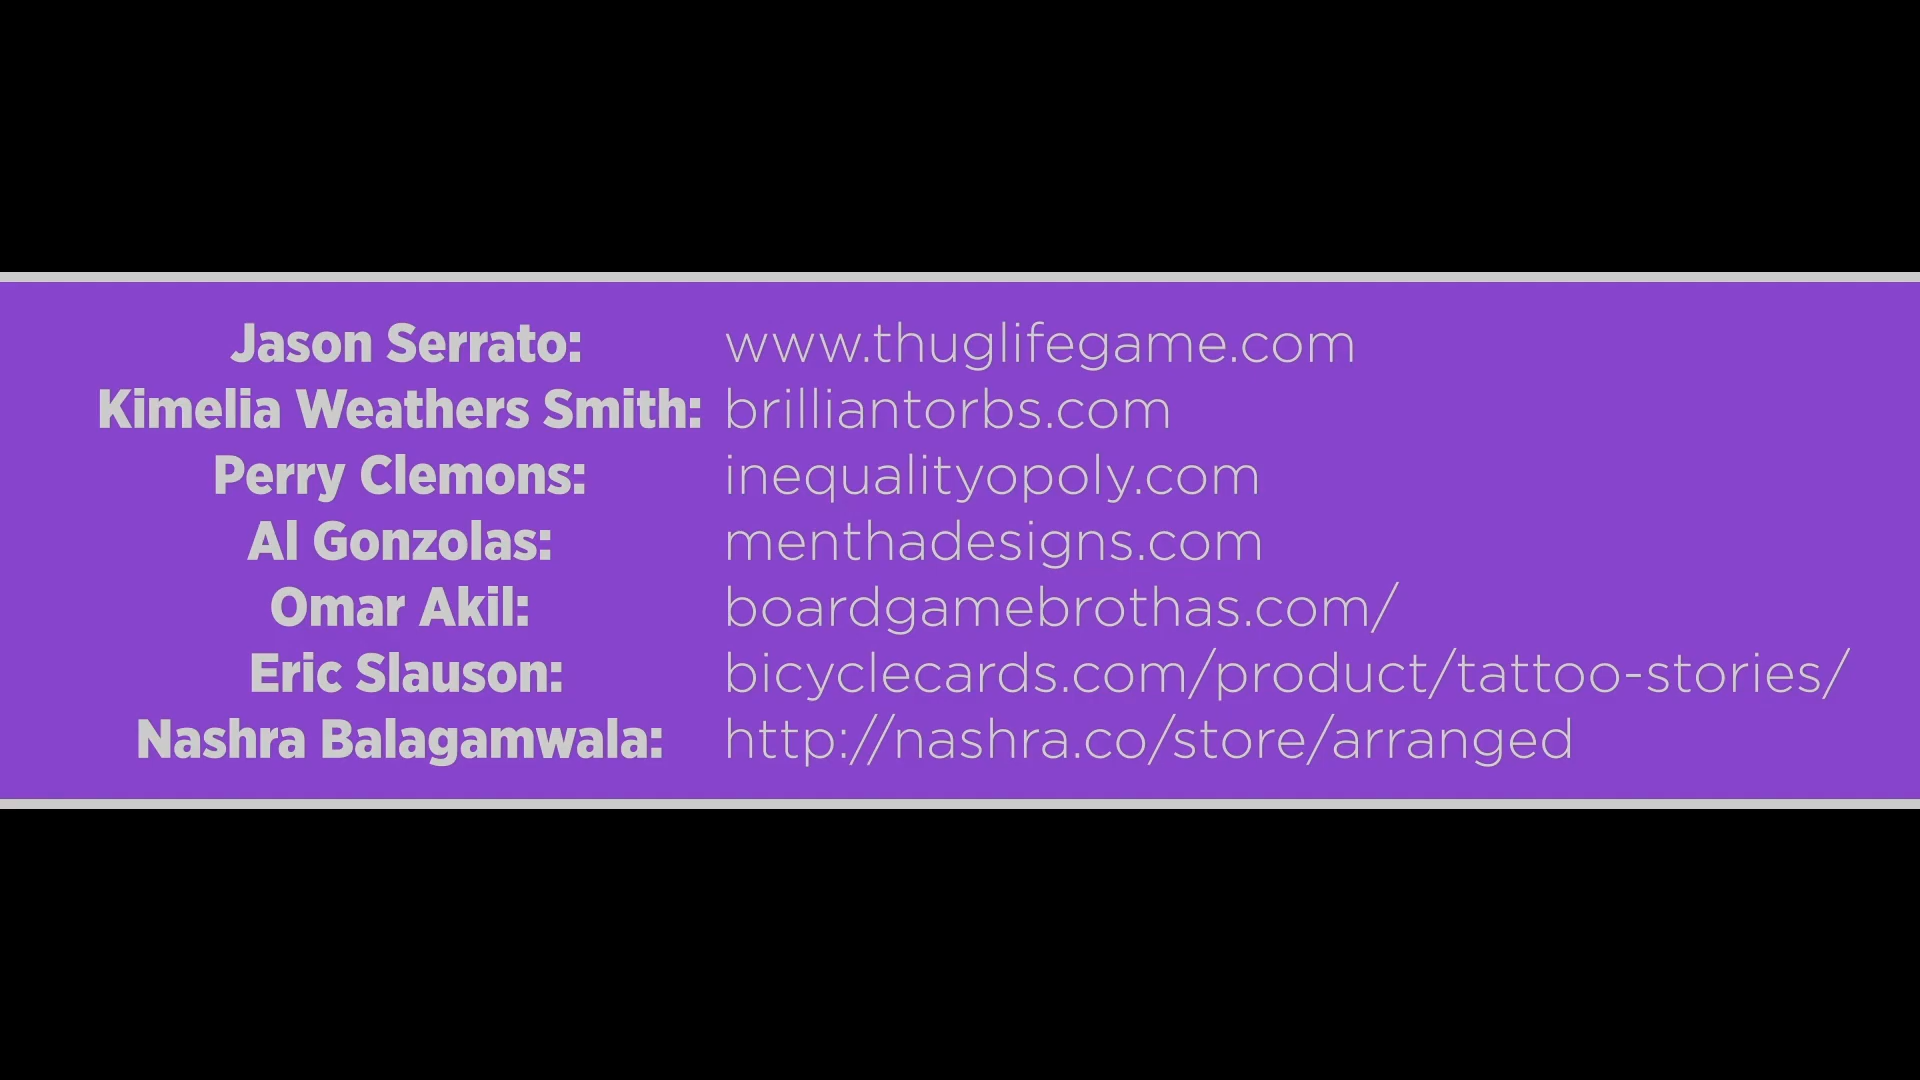 Jason Serrato: www.thuglifegame.com
Kimelia Weathers Smith: brilliantorbs.com
Perry Clemons: inequalityopoly.com
Al Gonzolas: menthadesigns.com
Omar Akil: boardgamebrothas.com/
Eric Slauson: bicyclecards.com/product/tattoo-stories/
Nashra Balagamwala: http://nashra.co/store/arranged